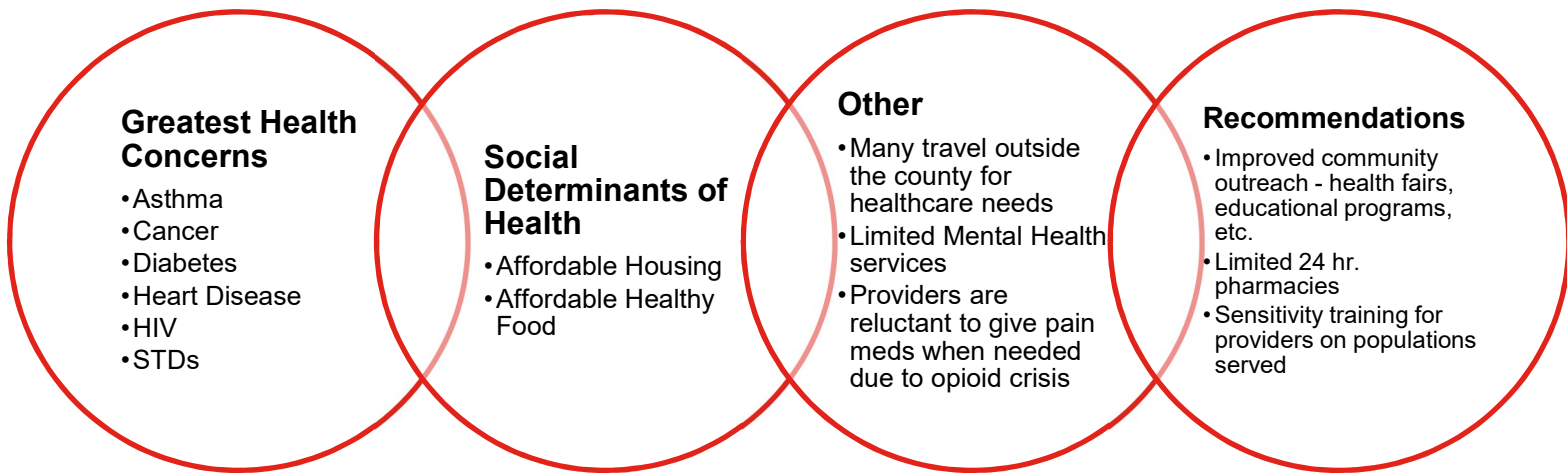 Greatest Health
Concerns
•Asthma
•Cancer
•Diabetes
•Heart Disease
•HIV
•STDs
Social
Determinants of
Health
•Affordable Housing
•Affordable Healthy
Food
Other
•Many travel outside
the county for
healthcare needs
•Limited Mental Health
services
•Providers are
reluctant to give pain
meds when needed
due to opioid crisis
Recommendations
•Improved community
outreach - health fairs,
educational programs,
etc.
•Limited 24 hr.
pharmacies
•Sensitivity training for
providers on populations
served